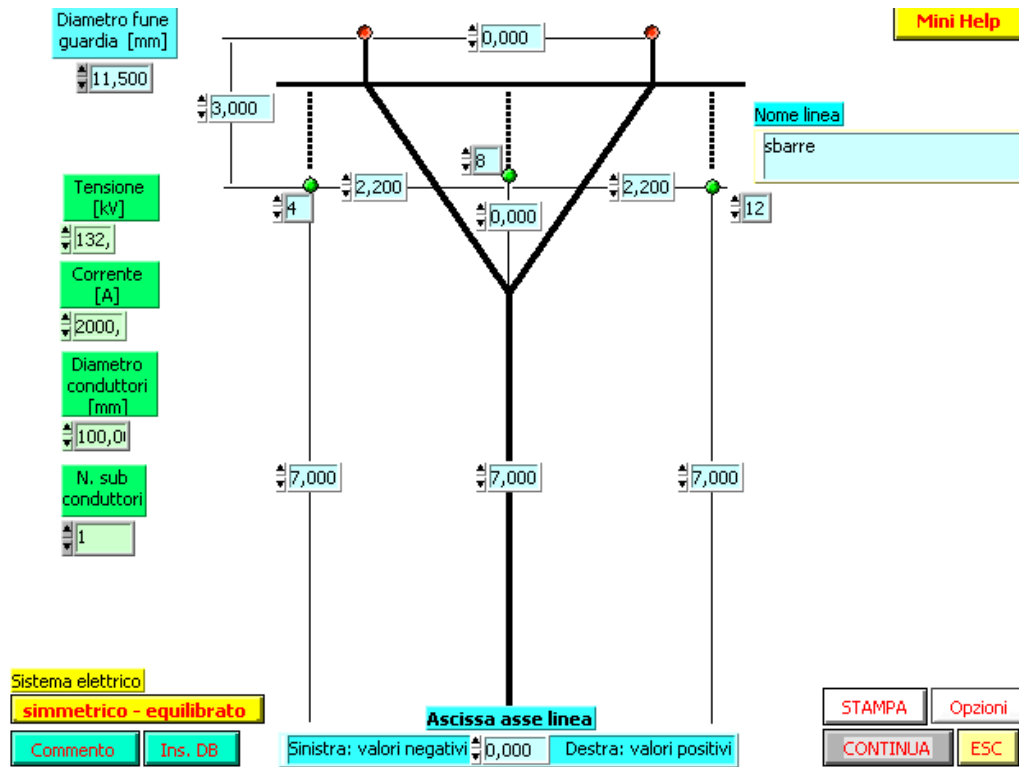 Diametro fune
guardia [mm]
11,500
0,000
Mini Help
3,000
Nome linea
sbarre
8
Tensione
[kV]
132,
4
2,200
2,200
12
0,000
Corrente
[A]
2000,
Diametro
conduttori
[mm]
100,0
N. sub
conduttori
1
7,000
7,000
7,000
Sistema elettrico
simmetrico - equilibrato
Commento
Ins. DB
Ascissa asse linea
Sinistra: valori negativi
0,000
Destra: valori positivi
STAMPA
Opzioni
CONTINUA
ESC